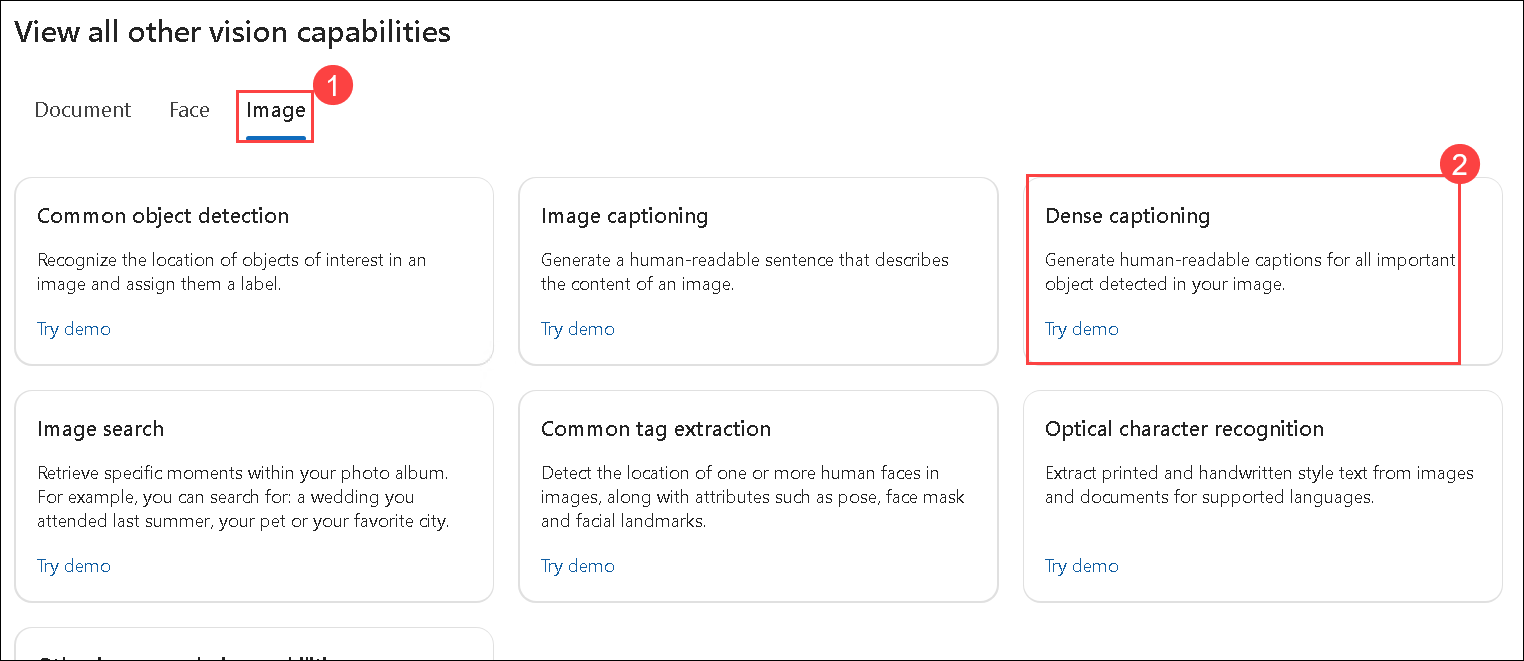 View all other vision capabilities
1
Document Face Image
2
Common object detection
Recognize the location of objects of interest in an
image and assign them a label.
Try demo
Image captioning
Generate a human-readable sentence that describes
the content of an image.
Try demo
Dense captioning
Generate human-readable captions for all important
object detected in your image.
Try demo
Image search
Retrieve specific moments within your photo album.
For example, you can search for: a wedding you
attended last summer, your pet or your favorite city.
Try demo
Common tag extraction
Detect the location of one or more human faces in
images, along with attributes such as pose, face mask
and facial landmarks.
Try demo
Optical character recognition
Extract printed and handwritten style text from images
and documents for supported languages.
Try demo